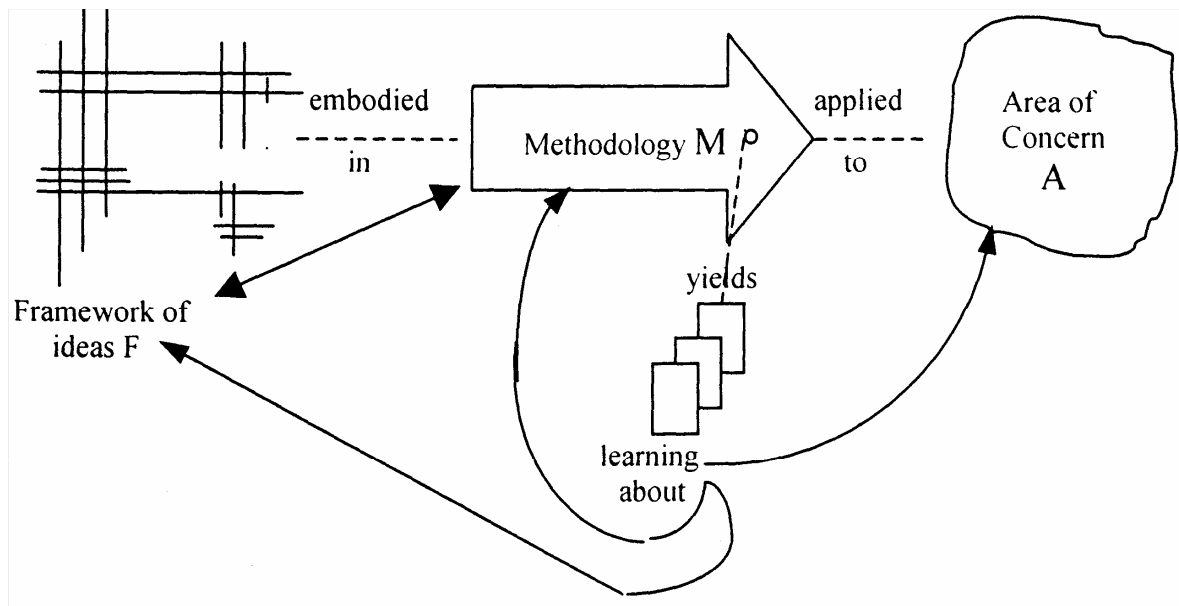 embodied
in
Methodology M
applied
to
Area of
Concern
A
yields
Framework of
ideas F
learning
about